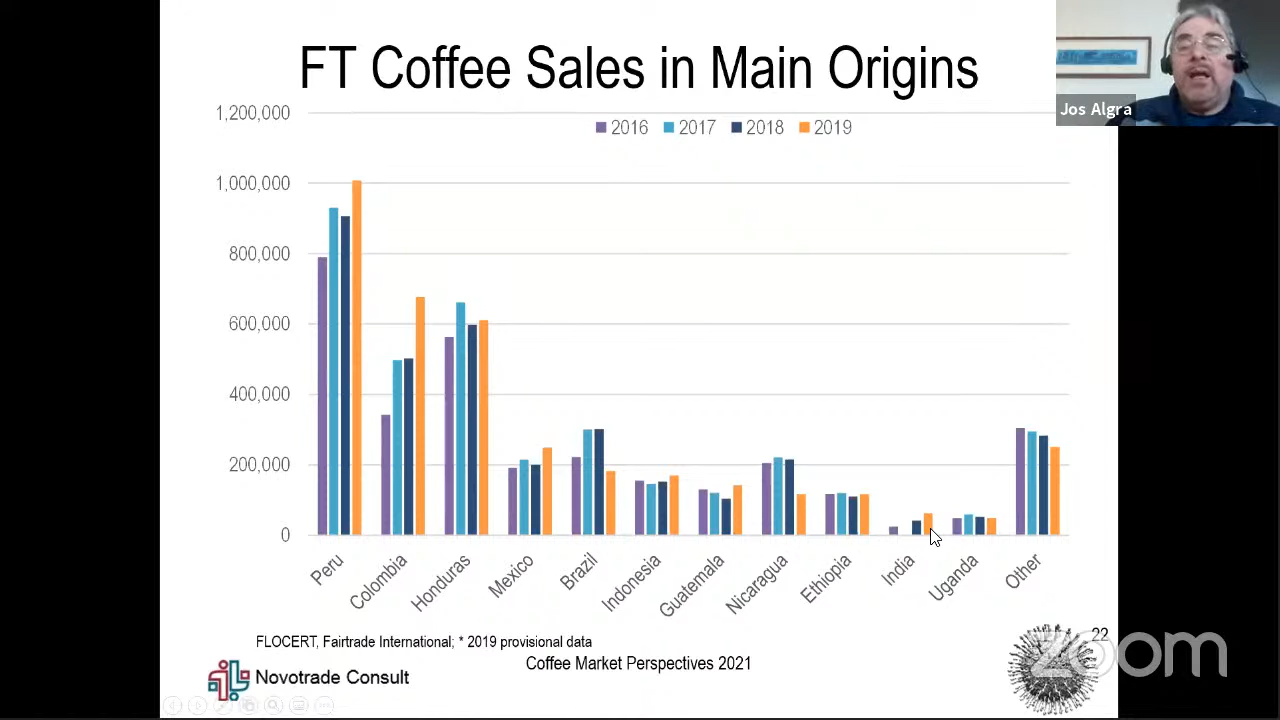 FT Coffee Sales in Main Origins
Jos Algra
1,200,000
2016 2017 2018 2019
1,000,000
800,000
600,000
400,000
200,000
0
Peru Colombia Honduras Mexico Brazil Indonesia Guatemala Nicaragua Ethiopia India Uganda Other
FLOCERT, Fairtrade International; * 2019 provisional data
22
Coffee Market Perspectives 2021
Novotrade Consult
zoom